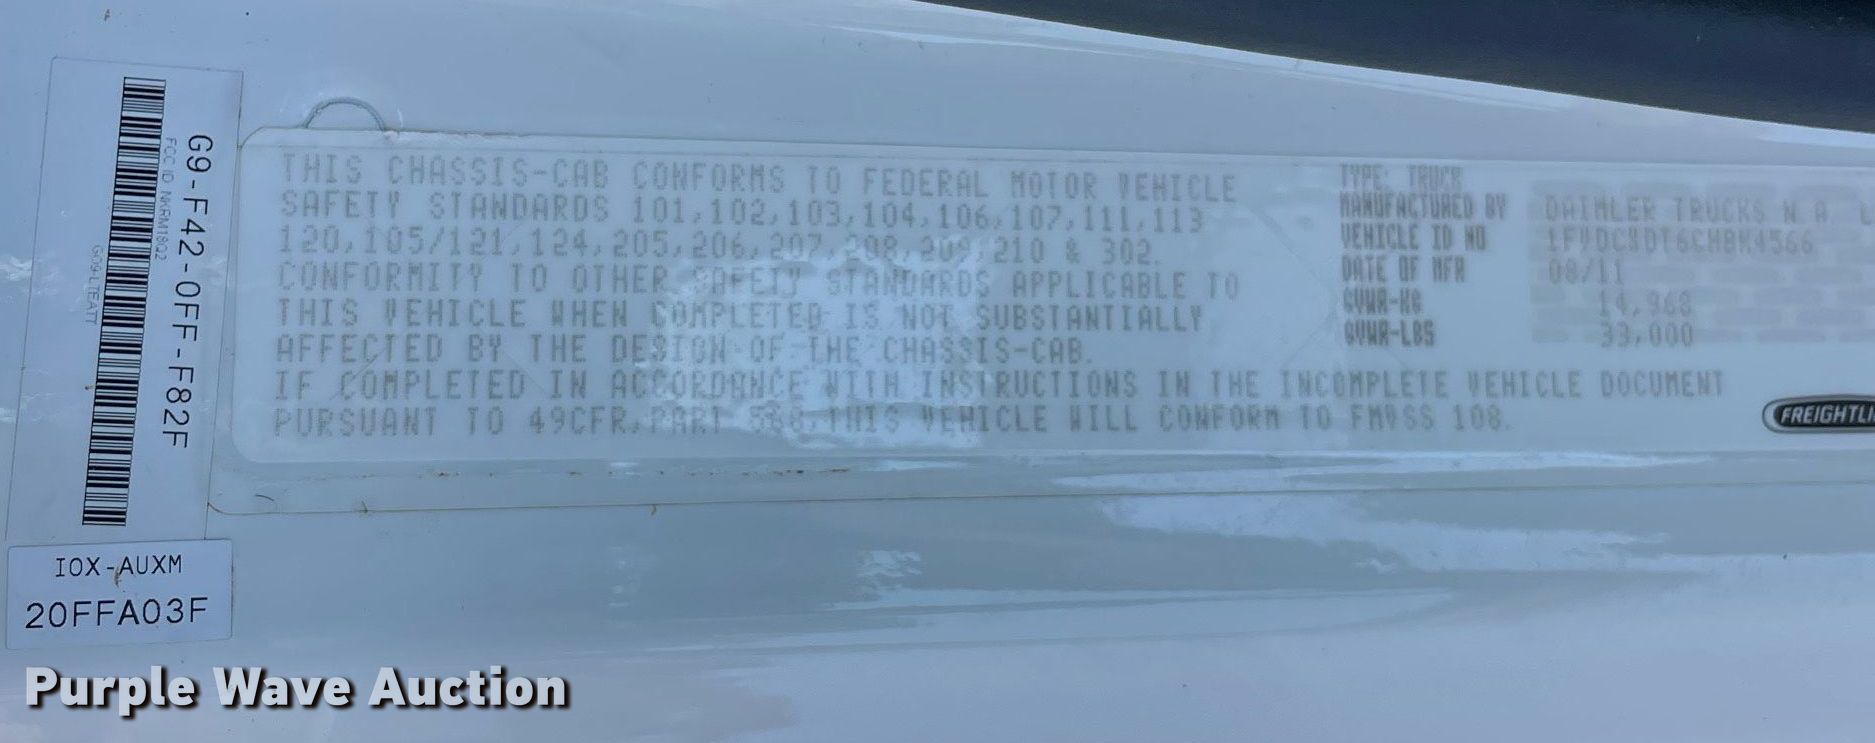 G9-F42-0FF-F82F
FCC ID NKRM18Q2
GO9-LTEATT
IOX-AUXM
20FFA03F
THIS CHASSIS-CAB CONFORMS TO FEDERAL MOTOR VEHICLE
SAFETY STANDARDS 101,102,103,104,106,107,111,113
120,105/121,124,205,206,207,208,209,210 & 302.
CONFORMITY TO OTHER SAFETY STANDARDS APPLICABLE TO
THIS VEHICLE WHEN COMPLETED IS NOT SUBSTANTIALLY
AFFECTED BY THE DESIGN OF THE CHASSIS-CAB.
IF COMPLETED IN ACCORDANCE WITH INSTRUCTIONS IN THE INCOMPLETE VEHICLE DOCUMENT
PURSUANT TO 49CFR, PART 568, THIS VEHICLE WILL CONFORM TO FMVSS 108.
TYPE: TRUCK
MANUFACTURED BY DAIMLER TRUCKS N A
VEHICLE ID NO
DATE OF MFR 08/11
GVWR-KG 14,968
GVWR-LBS 33,000
FREIGHTLI
Purple Wave Auction